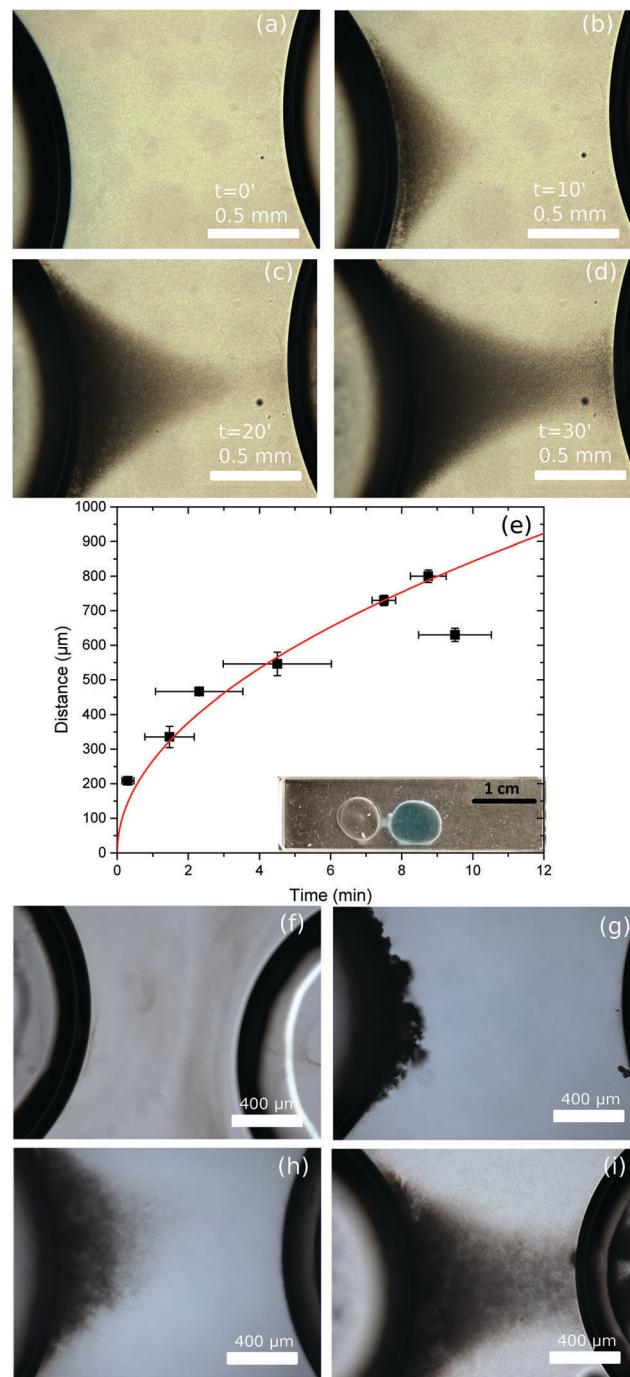 (a)
t=0'
0.5 mm
(b)
t=10'
0.5 mm
(c)
t=20'
0.5 mm
(d)
t=30'
0.5 mm
(e)
1000
900
800
700
600
500
400
300
200
100
0
Distance (µm)
1 cm
0 2 4 6 8 10 12
Time (min)
(f)
400 µm
(g)
400 µm
(h)
400 µm
(i)
400 µm